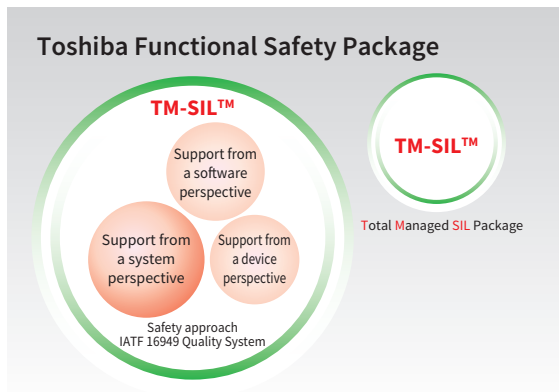 Toshiba Functional Safety Package
TM-SIL™
Support from
a software
perspective
Support from
a system
perspective
Support from
a device
perspective
Safety approach
IATF 16949 Quality System
TM-SIL™
Total Managed SIL Package